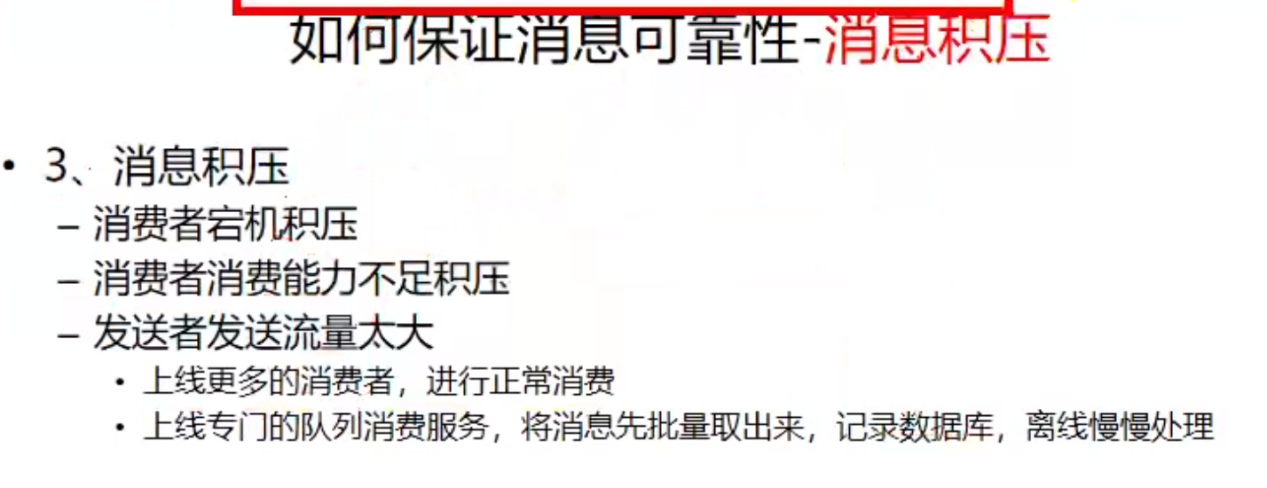 如何保证消息可靠性-消息积压
• 3、消息积压
– 消费者宕机积压
– 消费者消费能力不足积压
– 发送者发送流量太大
• 上线更多的消费者，进行正常消费
• 上线专门的队列消费服务，将消息先批量取出来，记录数据库，离线慢慢处理